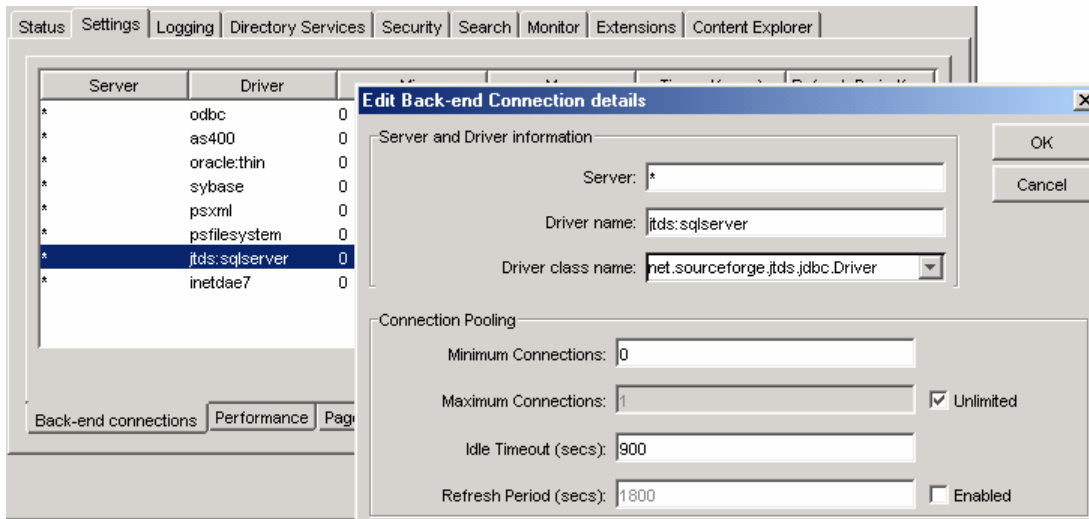 Status Settings Logging Directory Services Security Search Monitor Extensions Content Explorer
Server Driver
* odbc 0
* as400 0
* oracle:thin 0
* sybase 0
* psxml 0
* psfilesystem 0
* jtds:sqlserver 0
* inetdae7 0
Back-end connections Performance
Edit Back-end Connection details
Server and Driver information
OK
Cancel
Server: *
Driver name: jtds:sqlserver
Driver class name: net.sourceforge.jtds.jdbc.Driver
Connection Pooling
Minimum Connections: 0
Maximum Connections: 1 Unlimited
Idle Timeout (secs): 900
Refresh Period (secs): 1800 Enabled